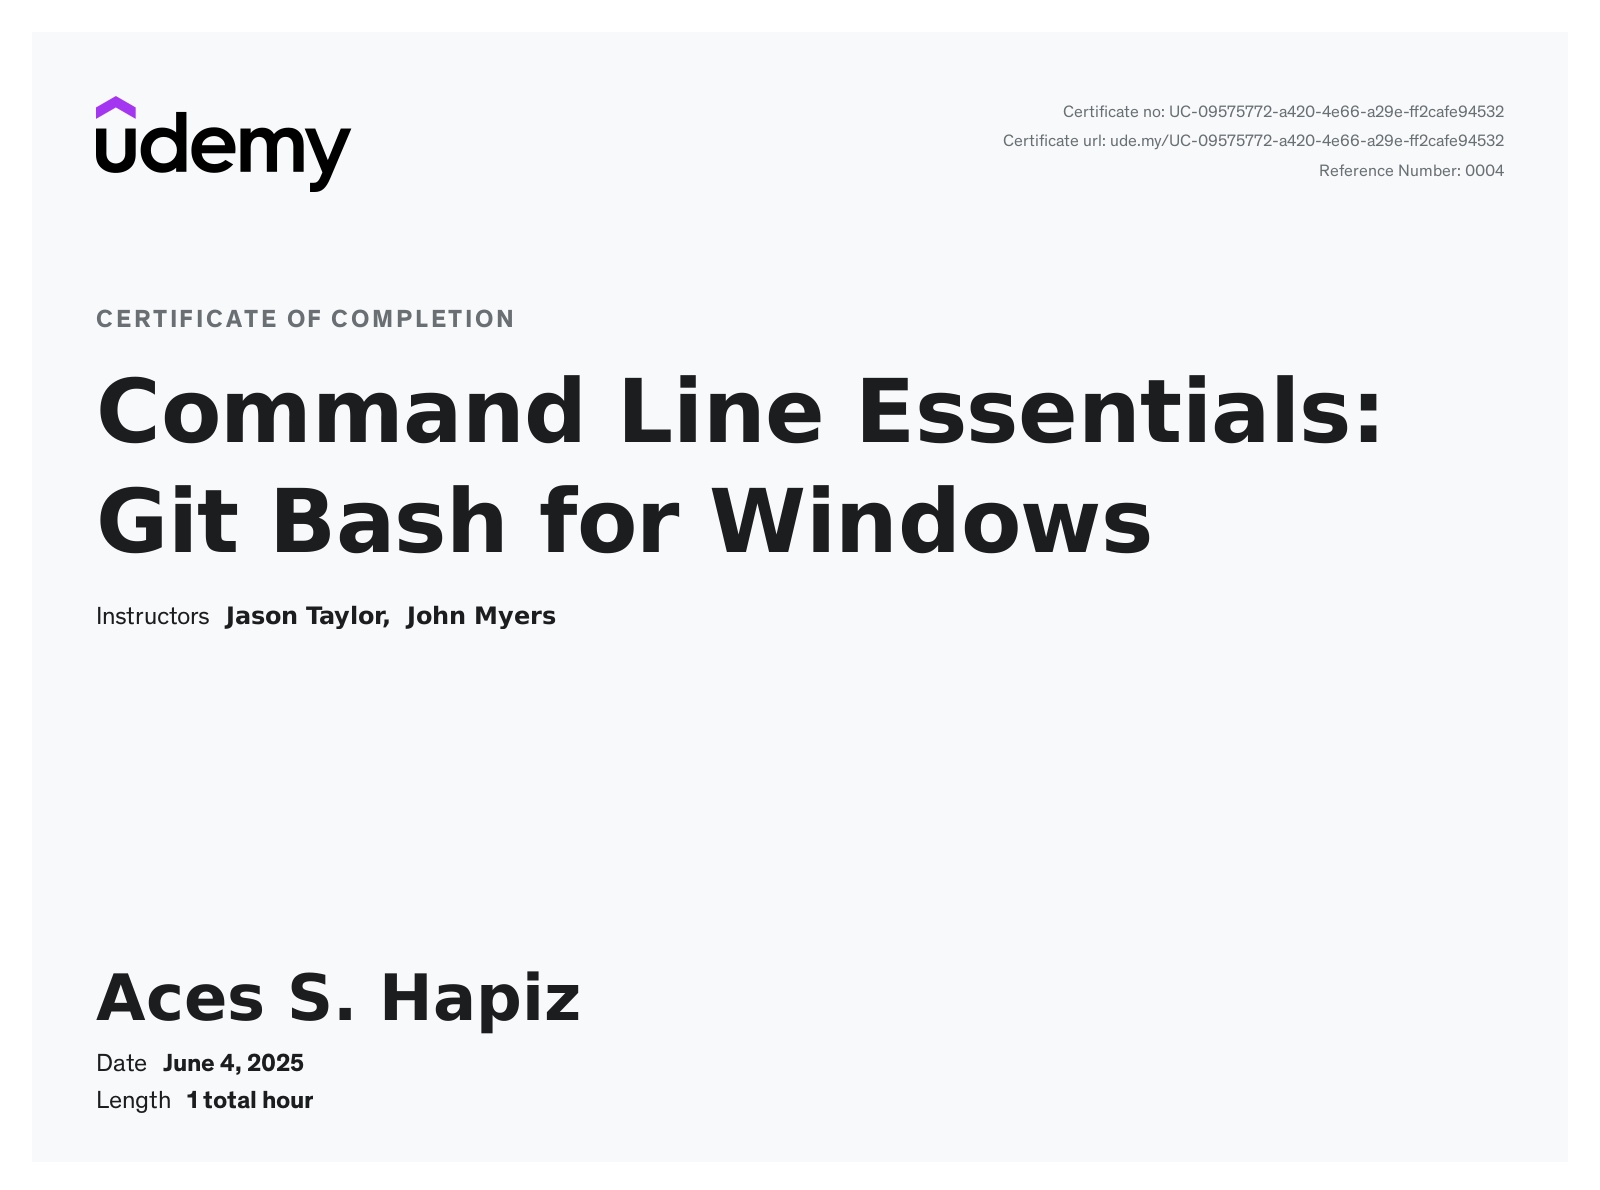 udemy
Certificate no: UC-09575772-a420-4e66-a29e-ff2cafe94532
Certificate url: ude.my/UC-09575772-a420-4e66-a29e-ff2cafe94532
Reference Number: 0004
CERTIFICATE OF COMPLETION
Command Line Essentials:
Git Bash for Windows
Instructors Jason Taylor, John Myers
Aces S. Hapiz
Date June 4, 2025
Length 1 total hour